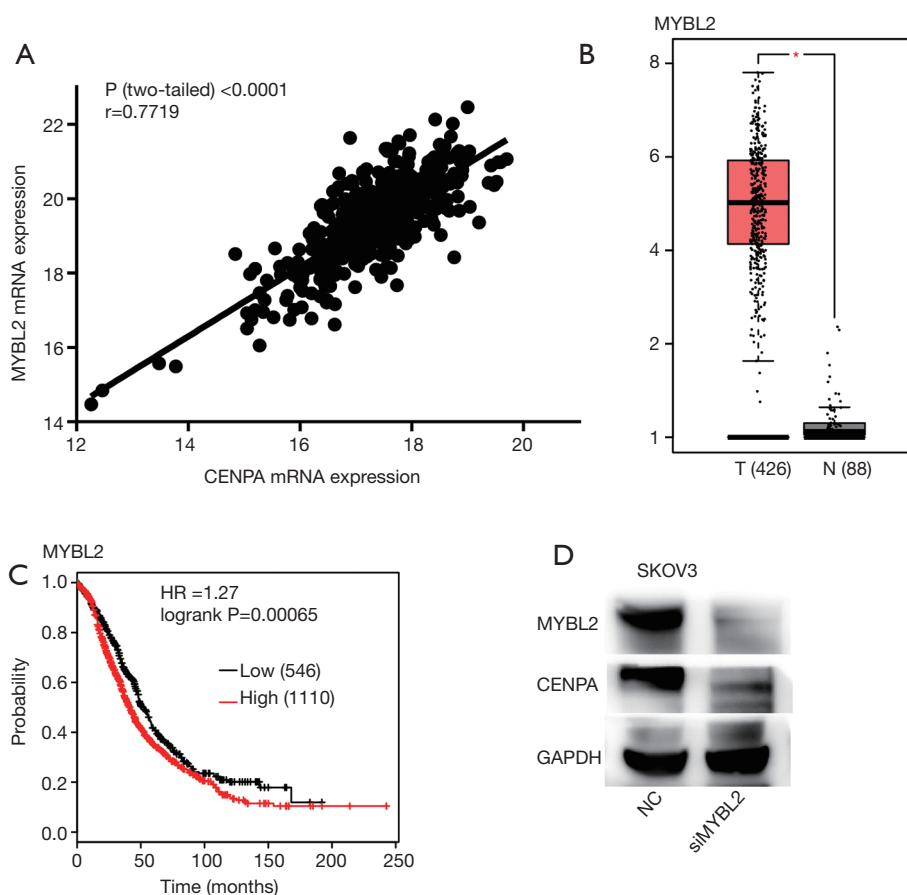 A
P (two-tailed) <0.0001
r=0.7719
MYBL2 mRNA expression
22
20
18
16
14
12 14 16 18 20
CENPA mRNA expression
B
MYBL2
*
8
6
4
2
1
T (426) N (88)
C
MYBL2
HR =1.27
logrank P=0.00065
Low (546)
High (1110)
Probability
1.0
0.8
0.6
0.4
0.2
0.0
0 50 100 150 200 250
Time (months)
D
SKOV3
MYBL2
CENPA
GAPDH
NC siMYBL2